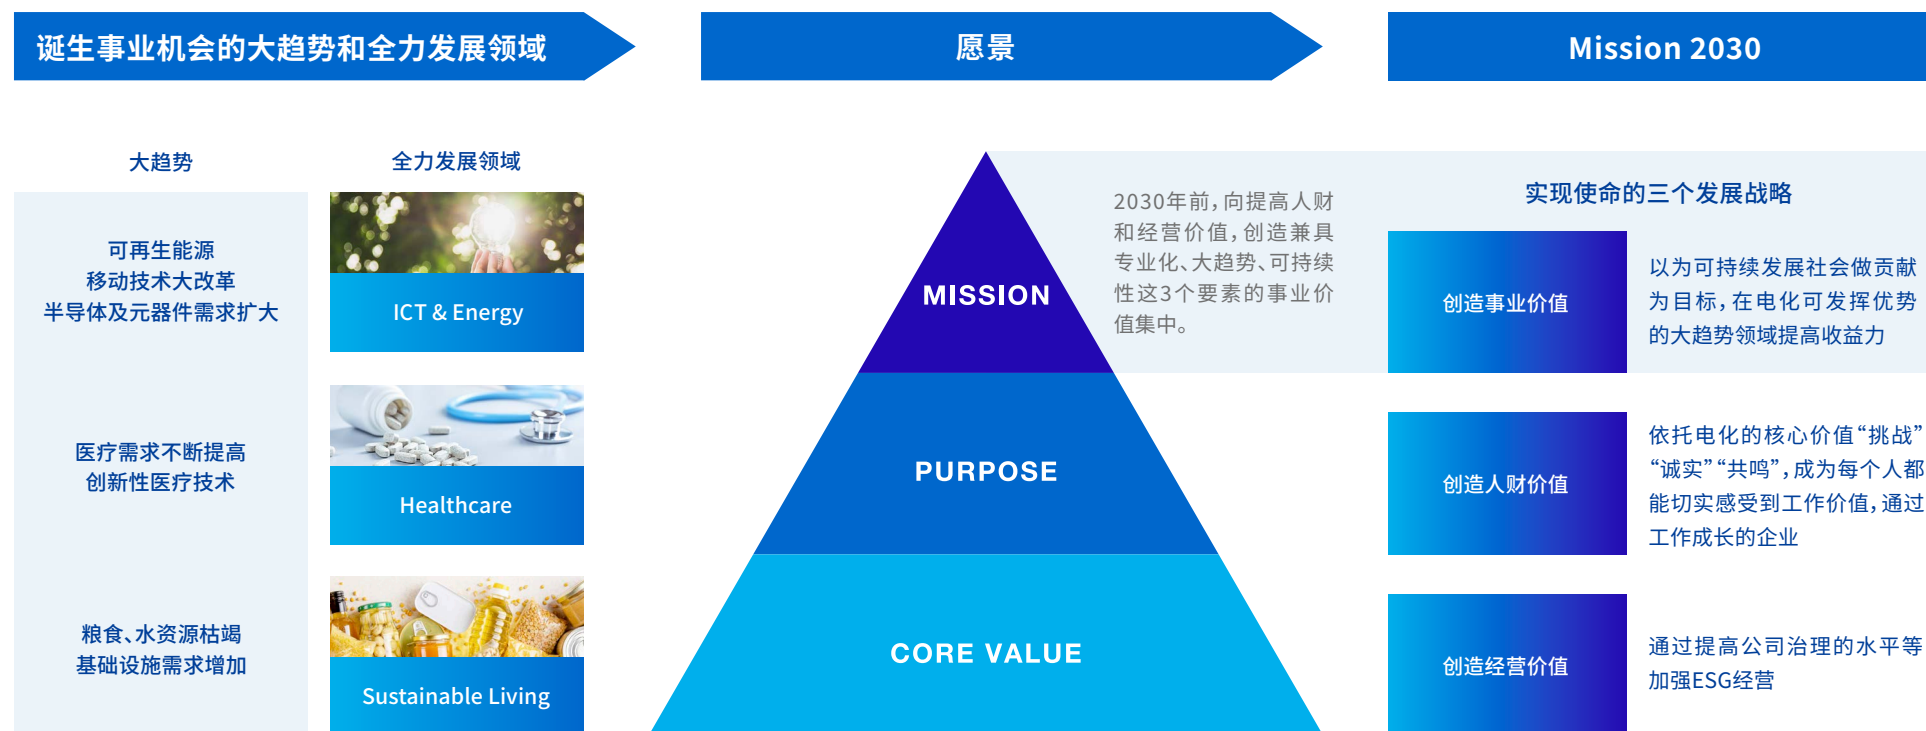 诞生事业机会的大趋势和全力发展领域
愿景
Mission 2030
大趋势
全力发展领域
可再生能源
移动技术大改革
半导体及元器件需求扩大
ICT & Energy
医疗需求不断提高
创新性医疗技术
Healthcare
粮食、水资源枯竭
基础设施需求增加
Sustainable Living
MISSION
PURPOSE
CORE VALUE
2030年前，向提高人财
和经营价值，创造兼具
专业化、大趋势、可持续
性这3个要素的事业价
值集中。
实现使命的三个发展战略
创造事业价值
以为可持续发展社会做贡献
为目标，在电化可发挥优势
的大趋势领域提高收益力
创造人财价值
依托电化的核心价值“挑战”
“诚实”“共鸣”，成为每个人都
能切实感受到工作价值，通过
工作成长的企业
创造经营价值
通过提高公司治理的水平等
加强ESG经营